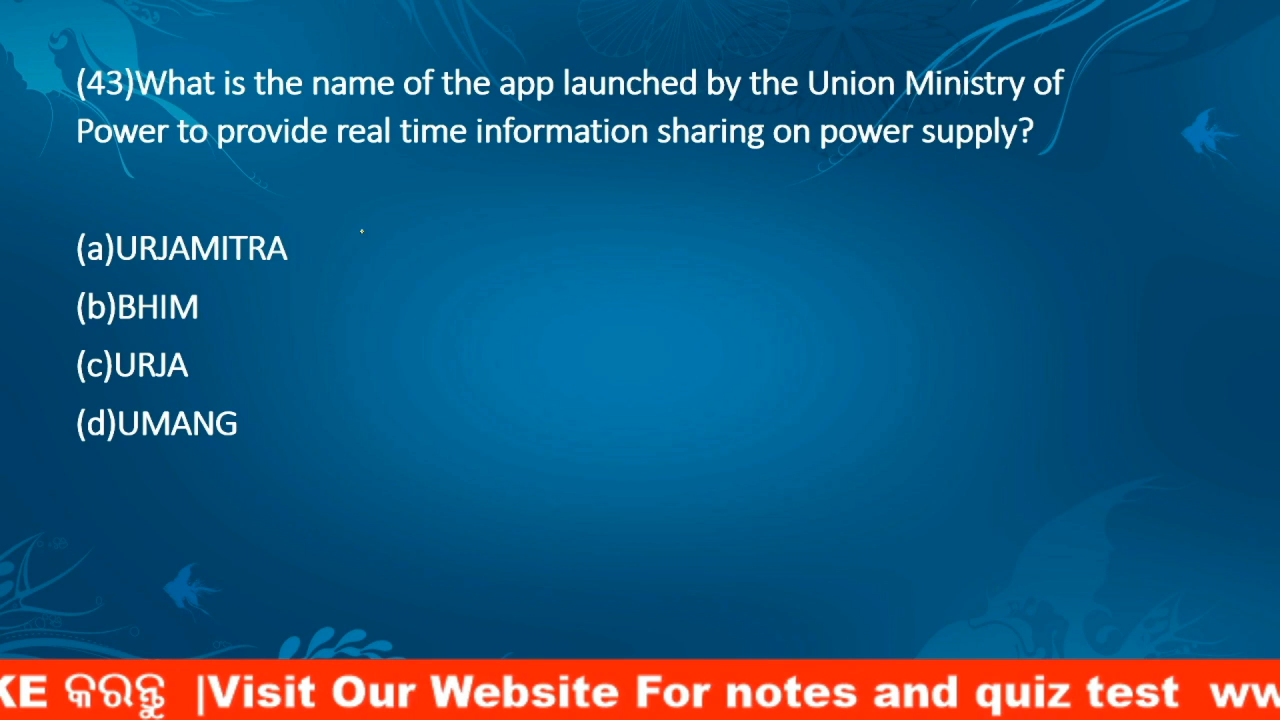 (43)What is the name of the app launched by the Union Ministry of
Power to provide real time information sharing on power supply?
(a)URJAMITRA
(b)BHIM
(c)URJA
(d)UMANG
KE କରନ୍ତୁ |Visit Our Website For notes and quiz test ww